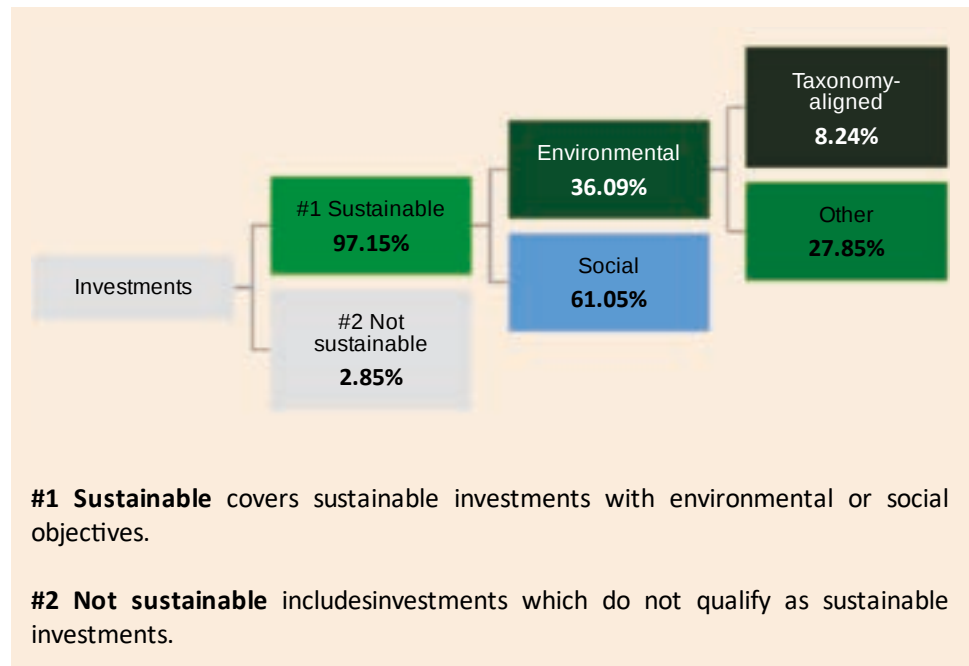 Taxonomy-
aligned
8.24%
Environmental
36.09%
#1 Sustainable
97.15%
Other
27.85%
Social
61.05%
Investments
#2 Not
sustainable
2.85%
#1 Sustainable covers sustainable investments with environmental or social
objectives.
#2 Not sustainable includesinvestments which do not qualify as sustainable
investments.